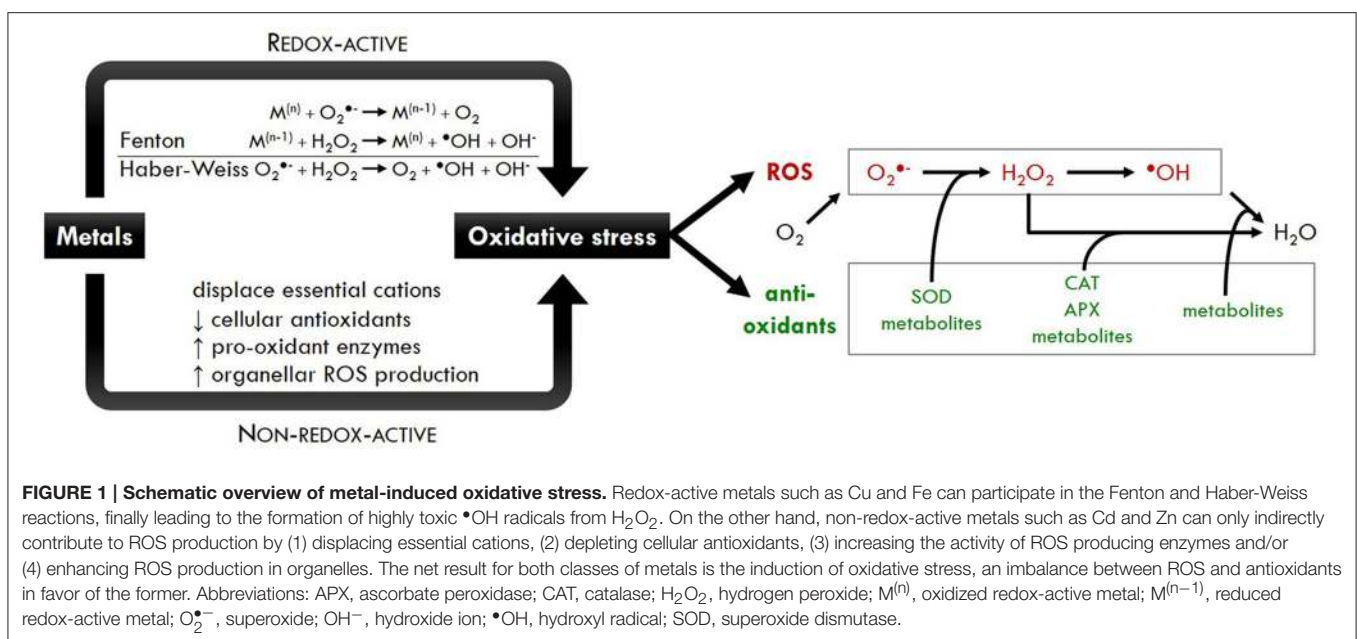 REDOX-ACTIVE
M(n) + O2•- → M(n-1) + O2
Fenton M(n-1) + H2O2 → M(n) + •OH + OH-
Haber-Weiss O2•- + H2O2 → O2 + •OH + OH-
Metals
Oxidative stress
displace essential cations
↓ cellular antioxidants
↑ pro-oxidant enzymes
↑ organellar ROS production
NON-REDOX-ACTIVE
ROS
O2•- H2O2 •OH
O2
H2O
anti-
oxidants
SOD
metabolites
CAT
APX
metabolites
metabolites
FIGURE 1 | Schematic overview of metal-induced oxidative stress. Redox-active metals such as Cu and Fe can participate in the Fenton and Haber-Weiss
reactions, finally leading to the formation of highly toxic •OH radicals from H2O2. On the other hand, non-redox-active metals such as Cd and Zn can only indirectly
contribute to ROS production by (1) displacing essential cations, (2) depleting cellular antioxidants, (3) increasing the activity of ROS producing enzymes and/or
(4) enhancing ROS production in organelles. The net result for both classes of metals is the induction of oxidative stress, an imbalance between ROS and antioxidants
in favor of the former. Abbreviations: APX, ascorbate peroxidase; CAT, catalase; H2O2, hydrogen peroxide; M(n), oxidized redox-active metal; M(n−1), reduced
redox-active metal; O2•−, superoxide; OH−, hydroxide ion; •OH, hydroxyl radical; SOD, superoxide dismutase.